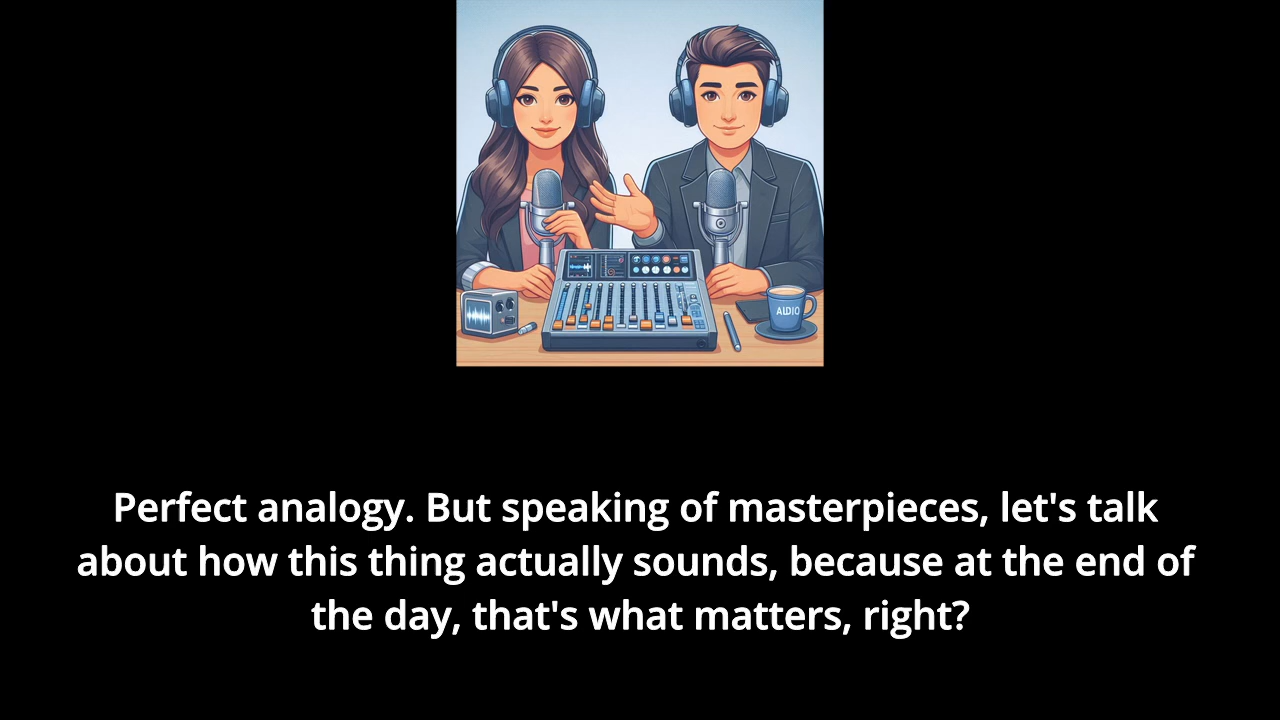 AUDIO
Perfect analogy. But speaking of masterpieces, let's talk
about how this thing actually sounds, because at the end of
the day, that's what matters, right?